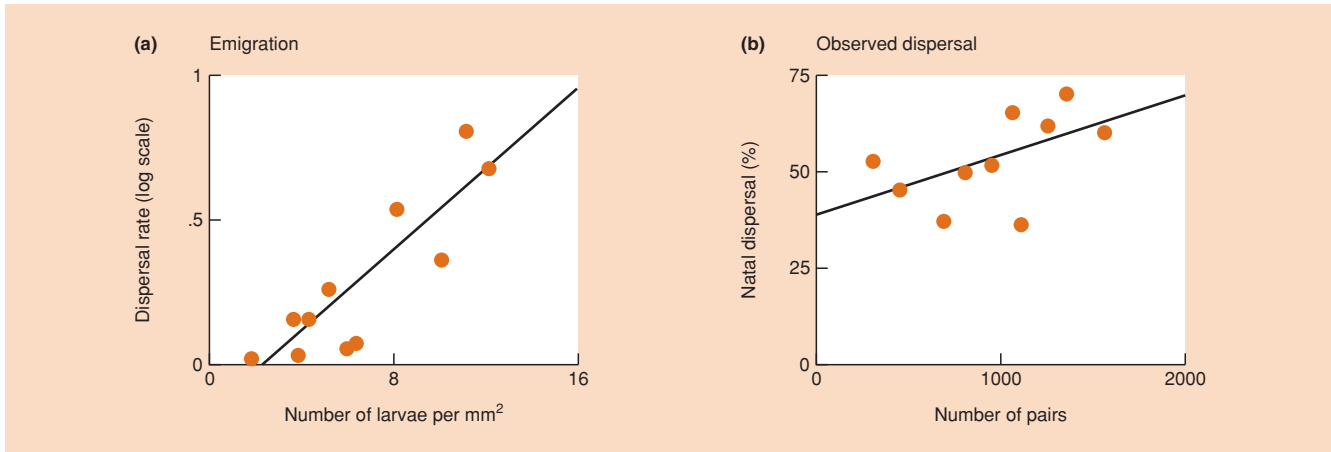 (a) Emigration
1
.5
0
Dispersal rate (log scale)
0 8 16
Number of larvae per mm²
(b) Observed dispersal
75
50
25
0
Natal dispersal (%)
0 1000 2000
Number of pairs